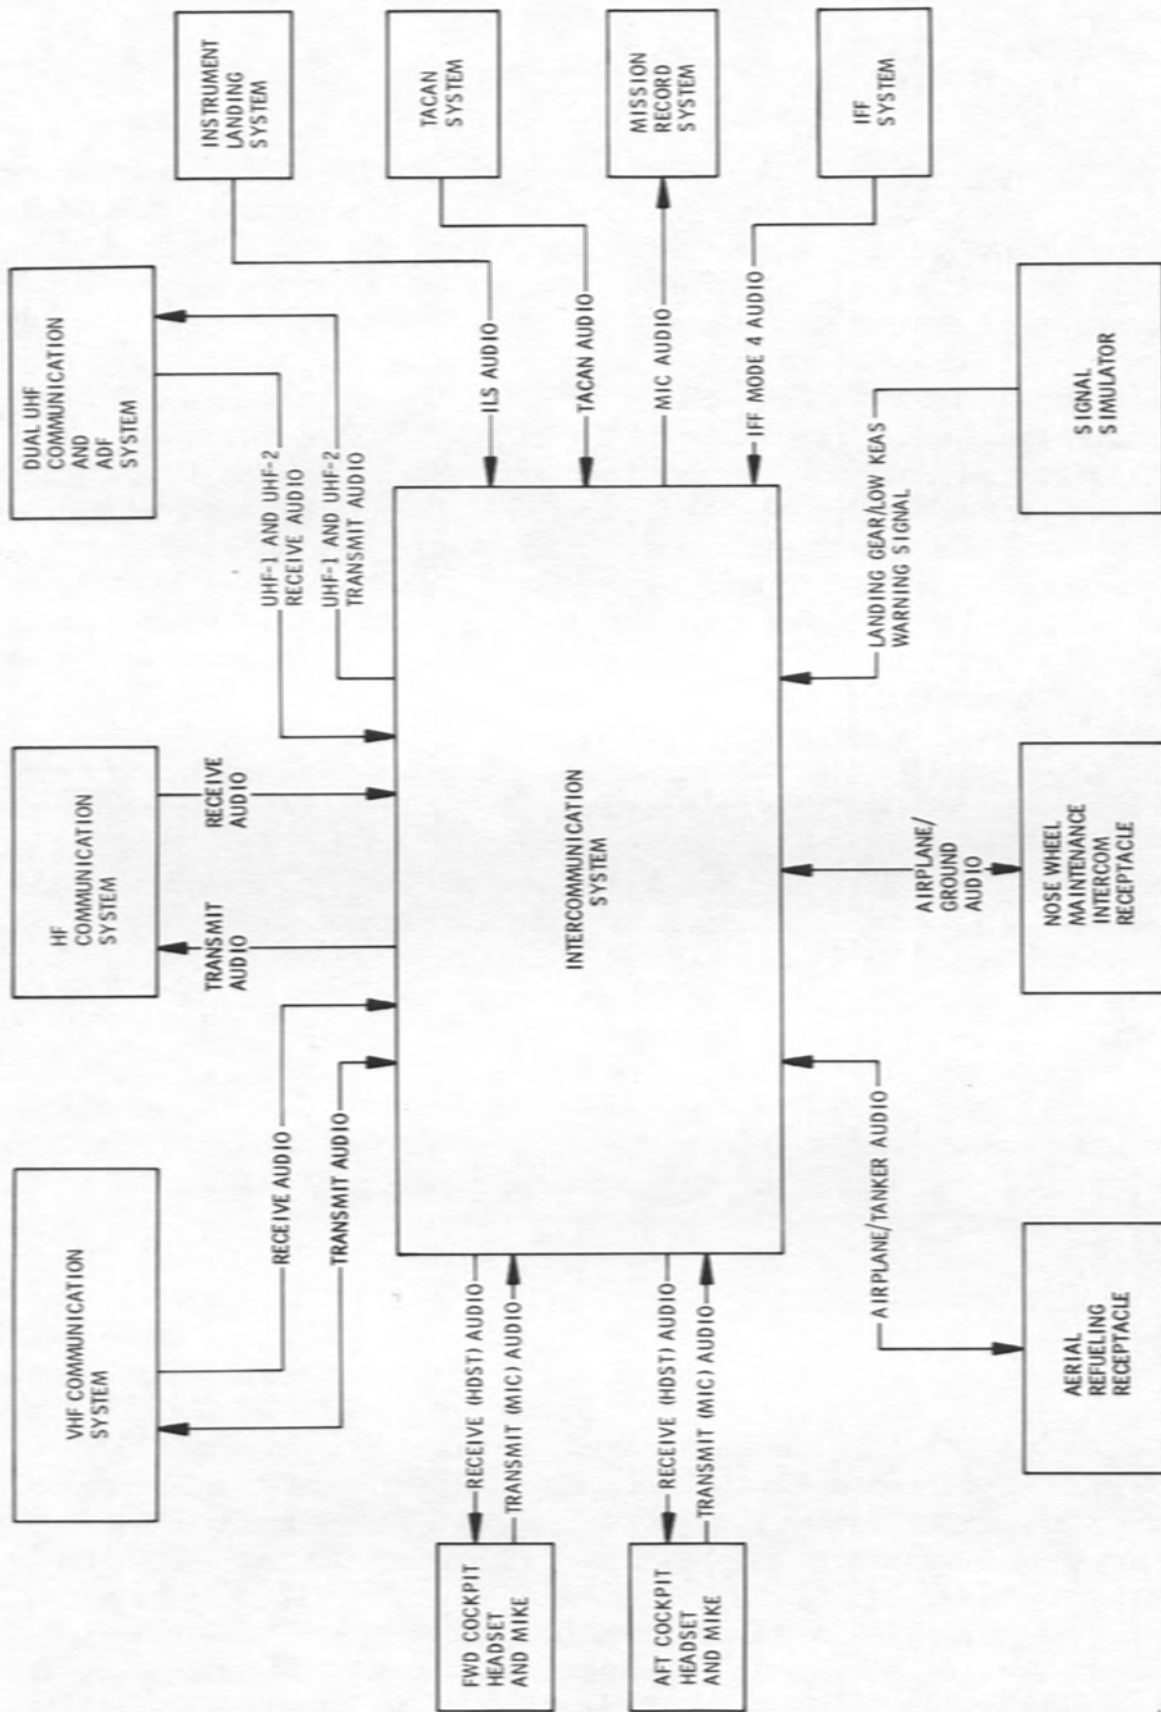 VHF COMMUNICATION
SYSTEM
HF
COMMUNICATION
SYSTEM
DUAL UHF
COMMUNICATION
AND
ADF
SYSTEM
INSTRUMENT
LANDING
SYSTEM
TACAN
SYSTEM
MISSION
RECORD
SYSTEM
IFF
SYSTEM
RECEIVE AUDIO
TRANSMIT AUDIO
TRANSMIT
AUDIO
RECEIVE
AUDIO
UHF-1 AND UHF-2
RECEIVE AUDIO
UHF-1 AND UHF-2
TRANSMIT AUDIO
ILS AUDIO
TACAN AUDIO
MIC AUDIO
IFF MODE 4 AUDIO
INTERCOMMUNICATION
SYSTEM
FWD COCKPIT
HEADSET
AND MIKE
RECEIVE (HDST) AUDIO
TRANSMIT (MIC) AUDIO
AFT COCKPIT
HEADSET
AND MIKE
RECEIVE (HDST) AUDIO
TRANSMIT (MIC) AUDIO
AIRPLANE/TANKER AUDIO
AIRPLANE/
GROUND
AUDIO
LANDING GEAR/LOW KEAS
WARNING SIGNAL
AERIAL
REFUELING
RECEPTACLE
NOSE WHEEL
MAINTENANCE
INTERCOM
RECEPTACLE
SIGNAL
SIMULATOR